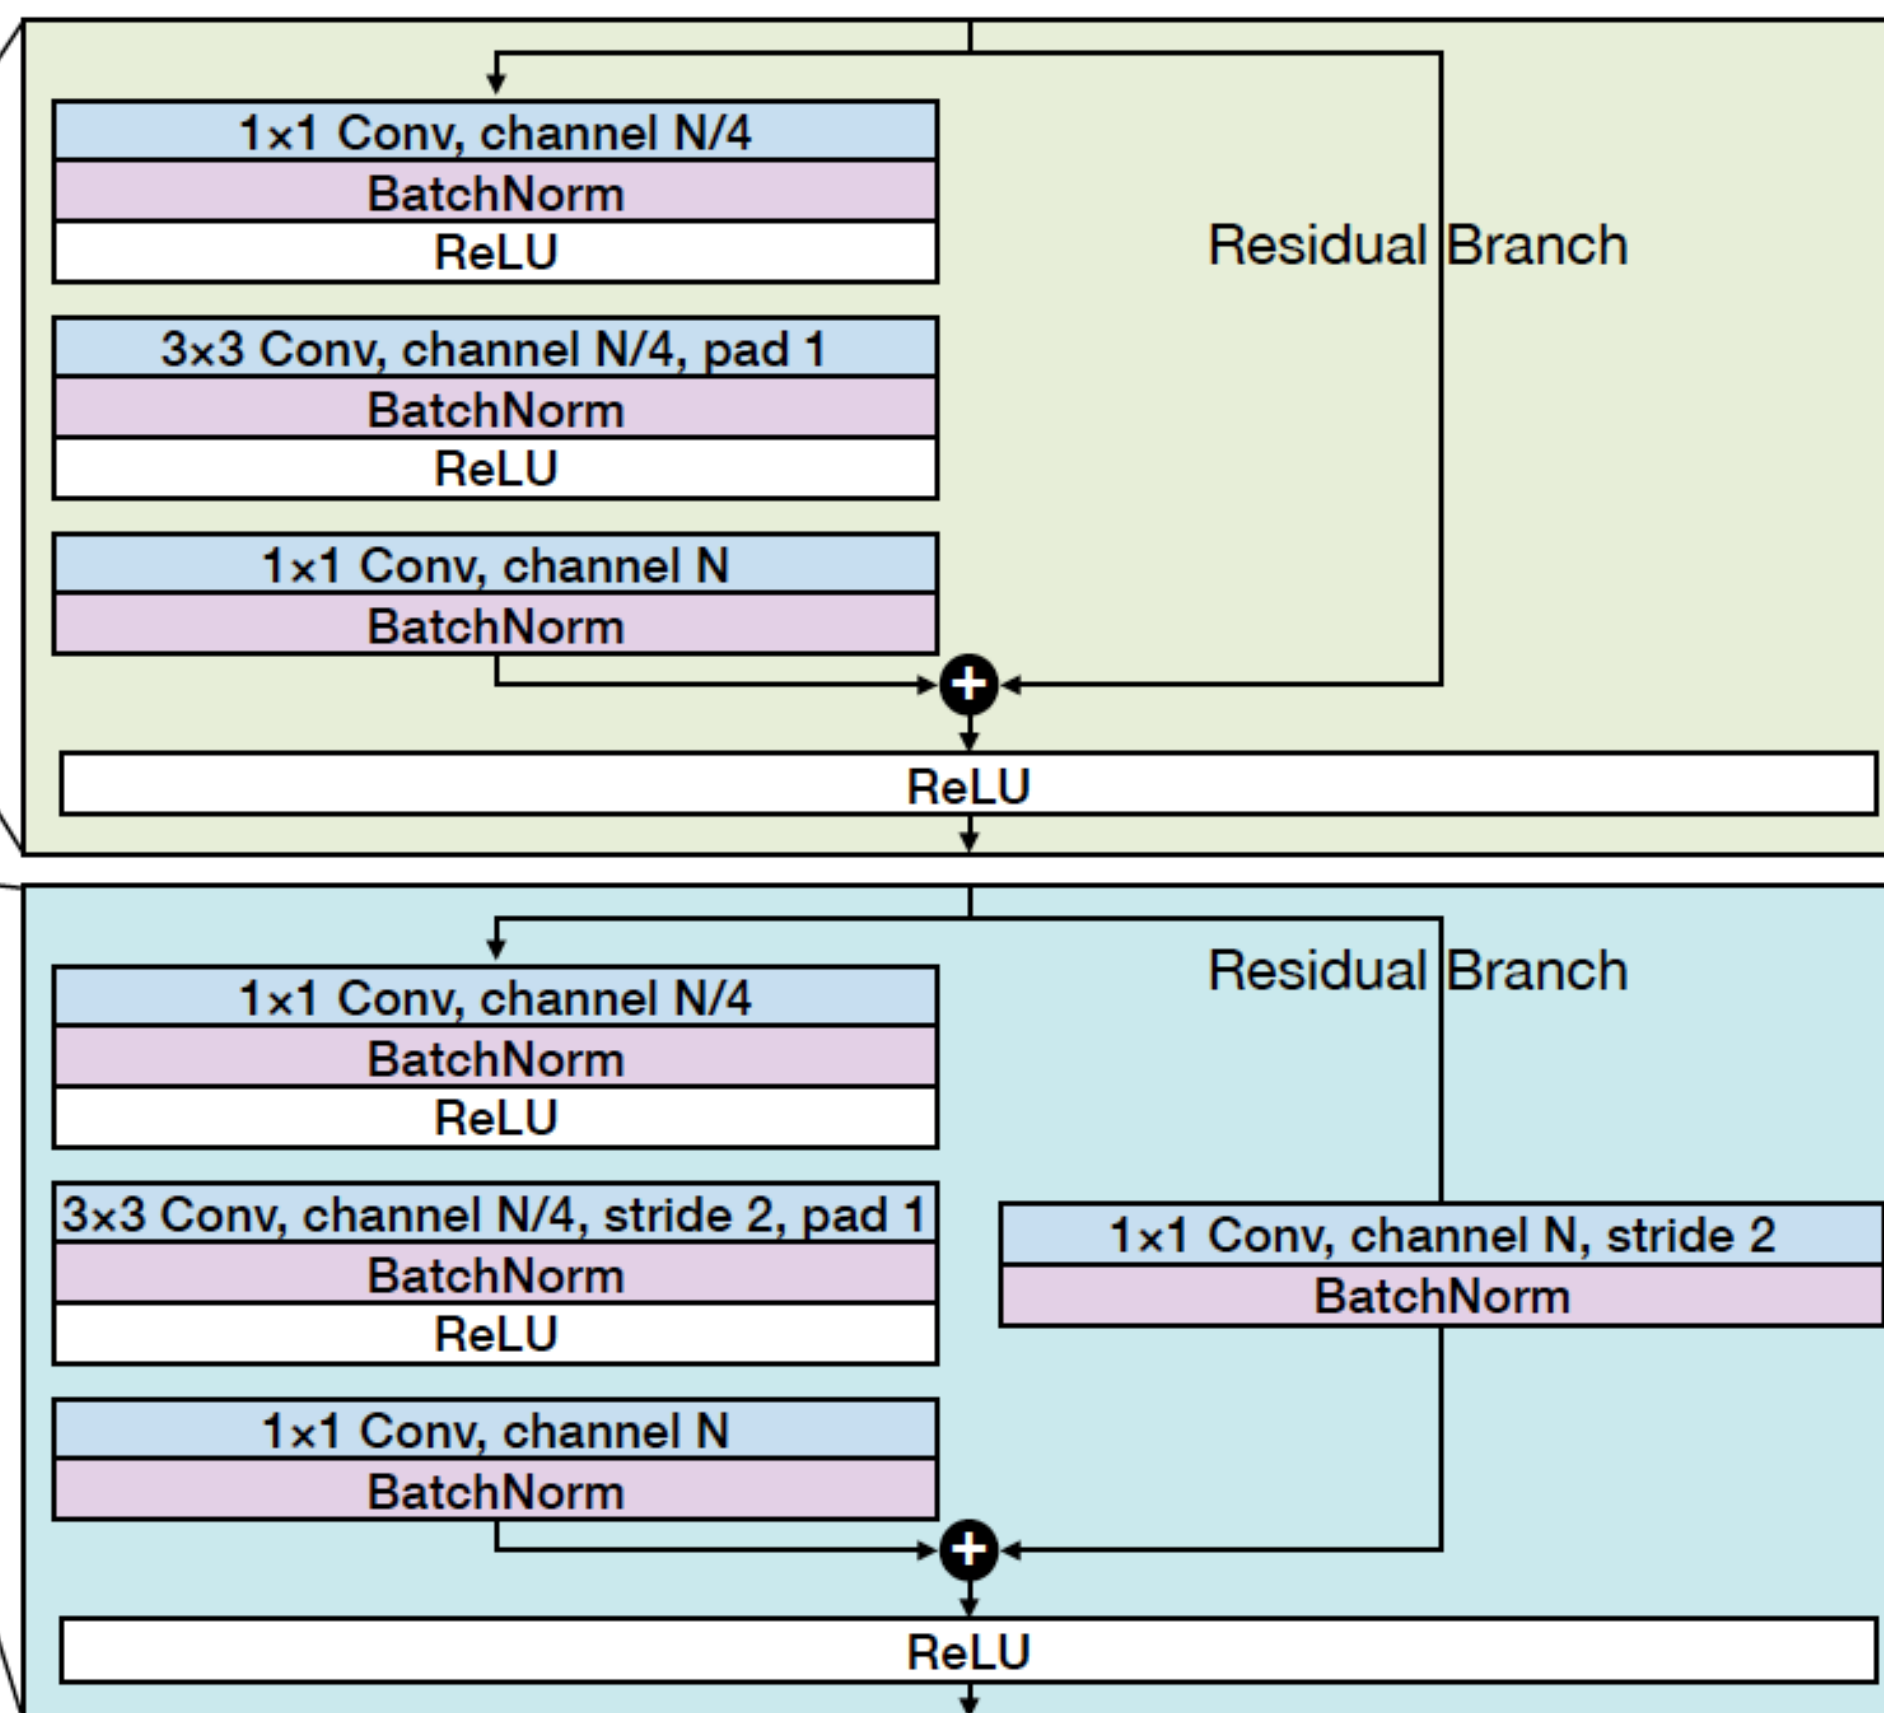 1×1 Conv, channel N/4
BatchNorm
ReLU
Residual Branch
3×3 Conv, channel N/4, pad 1
BatchNorm
ReLU
1×1 Conv, channel N
BatchNorm
+
ReLU
Residual Branch
1×1 Conv, channel N/4
BatchNorm
ReLU
3×3 Conv, channel N/4, stride 2, pad 1
BatchNorm
ReLU
1×1 Conv, channel N, stride 2
BatchNorm
1×1 Conv, channel N
BatchNorm
+
ReLU